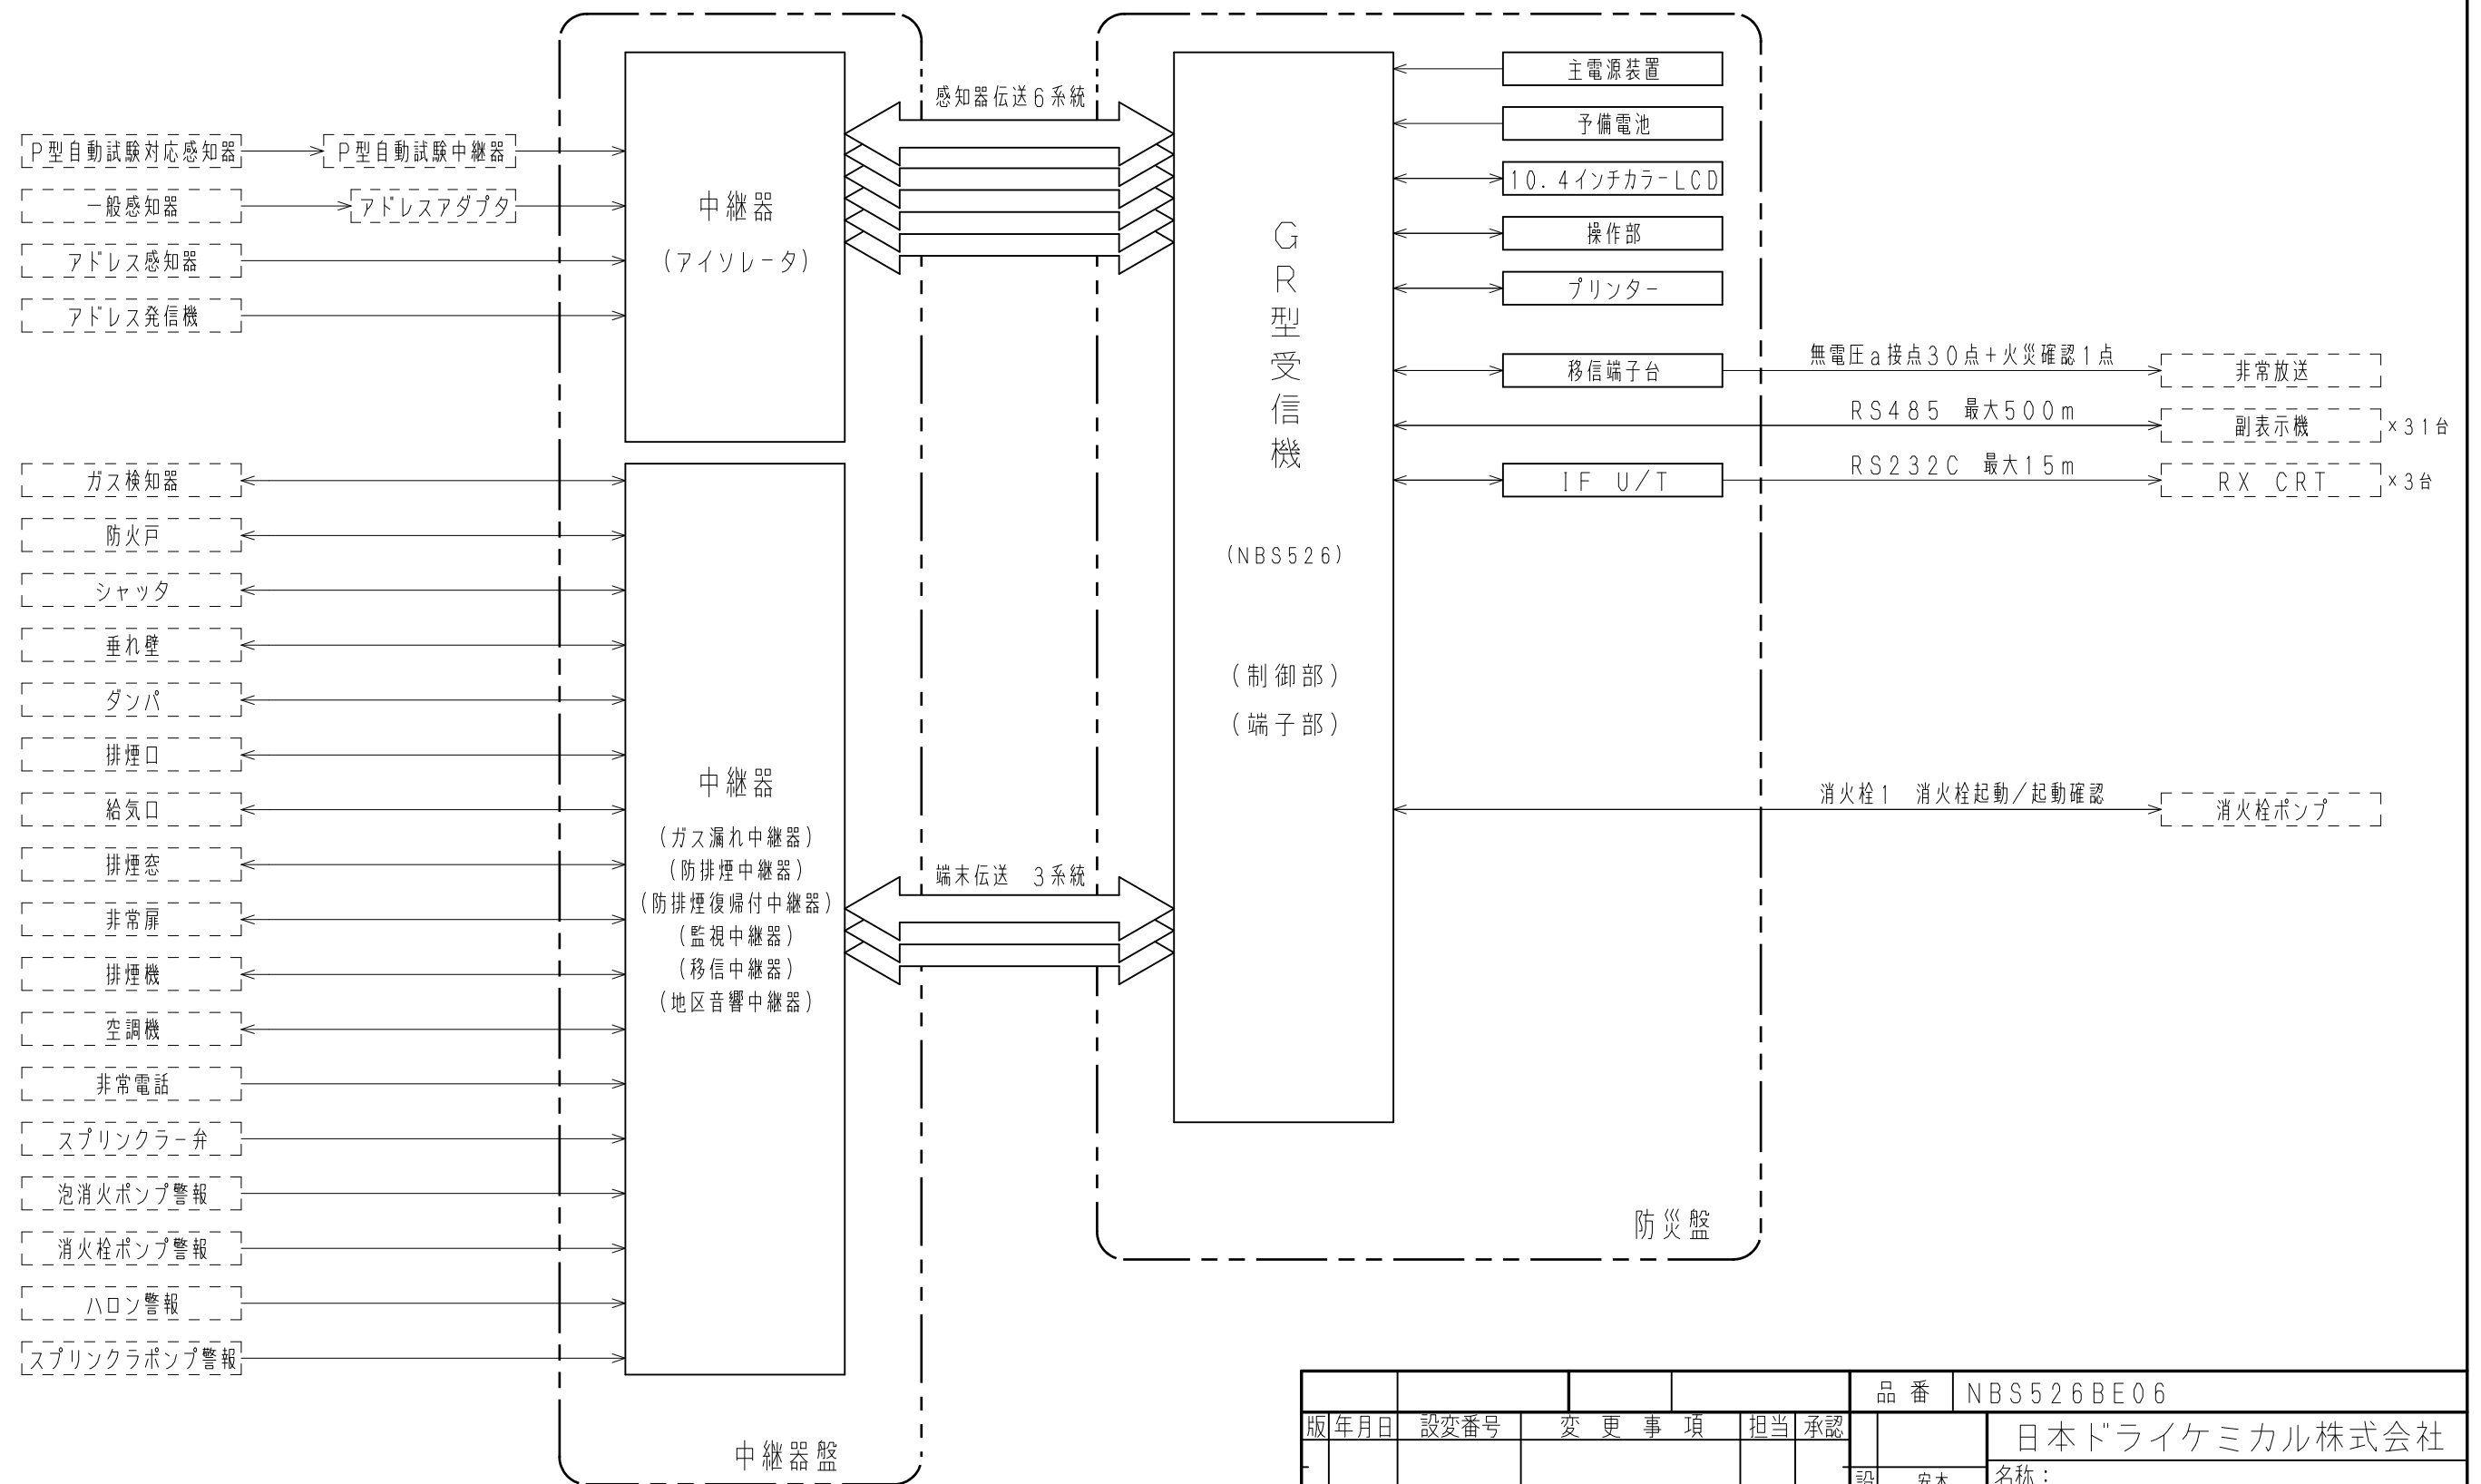 P型自動試験対応感知器
P型自動試験中継器
一般感知器
アドレスアダプタ
アドレス感知器
アドレス発信機
中継器
(アイソレータ)
感知器伝送6系統
ガス検知器
防火戸
シャッタ
垂れ壁
ダンパ
排煙口
給気口
排煙窓
非常扉
排煙機
空調機
非常電話
スプリンクラー弁
泡消火ポンプ警報
消火栓ポンプ警報
ハロン警報
スプリンクラポンプ警報
中継器
(ガス漏れ中継器)
(防排煙中継器)
(防排煙復帰付中継器)
(監視中継器)
(移信中継器)
(地区音響中継器)
端末伝送 3系統
中継器盤
GR型受信機
(NBS526)
(制御部)
(端子部)
主電源装置
予備電池
10.4インチカラーLCD
操作部
プリンター
移信端子台
無電圧a接点30点+火災確認1点
非常放送
RS485 最大500m
副表示機
×31台
IF U/T
RS232C 最大15m
RX CRT
×3台
消火栓1 消火栓起動/起動確認
消火栓ポンプ
防災盤
品番 NBS526BE06
版 年月日 設変番号 変更事項 担当 承認
日本ドライケミカル株式会社
名称: